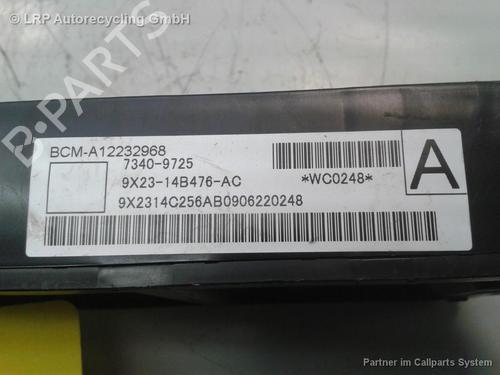 LRP Autorecycling GmbH
B-PARTS
BCM-A12232968
7340-9725
9X23-14B476-AC
*WC0248*
9X2314C256AB0906220248
A
Partner im Callparts System